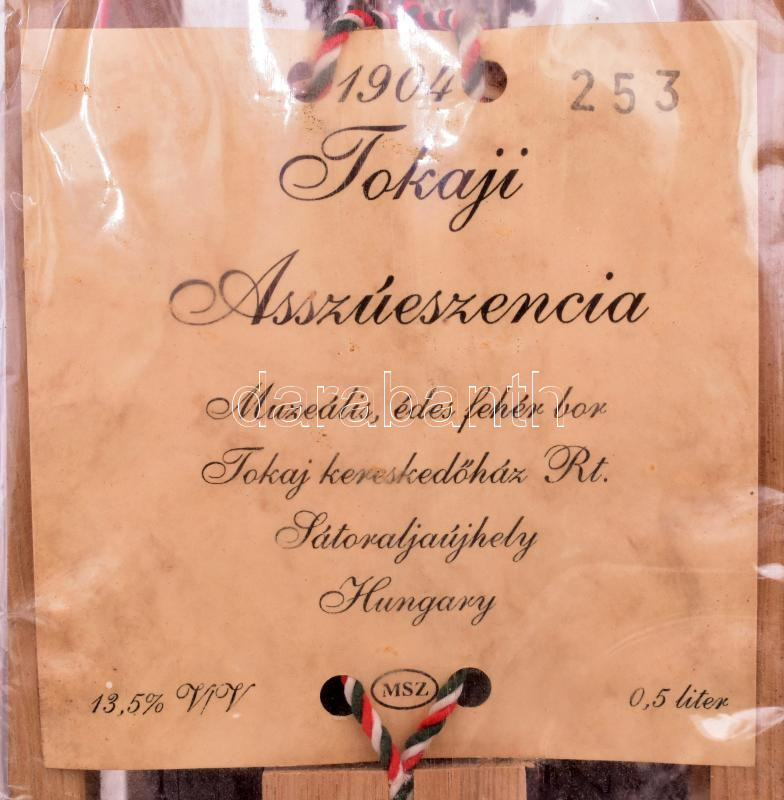 1904 253
Tokaji
Asszúeszencia
Muzeális, édes fehér bor
darabanth
Tokaj kereskedőház Rt.
Sátoraljaújhely
Hungary
13,5% V/V MSZ 0,5 liter